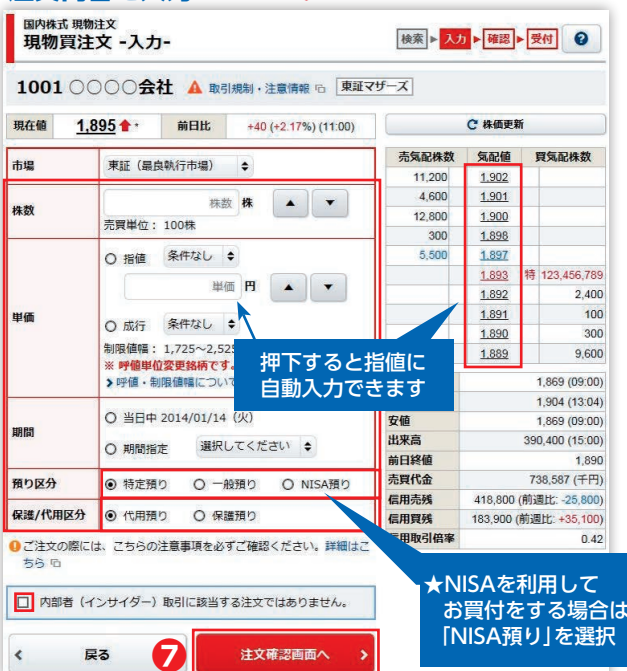 国内株式 現物注文
現物買注文 -入力-
検索 入力 確認 受付 ?
1001 ○○○○会社 取引規制・注意情報 東証マザーズ
現在値 1,895 前日比 +40 (+2.17%) (11:00)
株価更新
市場 東証（最良執行市場）
株数 株数 株
売買単位： 100株
単価
指値 条件なし
単価 円
成行 条件なし
制限値幅： 1,725～2,52
※ 呼値単位変更銘柄です
呼値・制限値幅につい
期間
当日中 2014/01/14（火）
期間指定 選択してください
預り区分 特定預り 一般預り NISA預り
保護/代用区分 代用預り 保護預り
ご注文の際には、こちらの注意事項を必ずご確認ください。詳細はこ
ちら
内部者（インサイダー）取引に該当する注文ではありません。
戻る 7 注文確認画面へ
売気配株数 気配値 買気配株数
11,200 1,902
4,600 1,901
12,800 1,900
300 1,898
5,500 1,897
1,893 特 123,456,789
1,892 2,400
1,891 100
1,890 300
1,889 9,600
押下すると指値に
自動入力できます
1,869 (09:00)
1,904 (13:04)
安値 1,869 (09:00)
出来高 390,400 (15:00)
前日終値 1,890
売買代金 738,587 (千円)
信用売残 418,800 (前週比: -25,800)
信用買残 183,900 (前週比: +35,100)
用取引倍率 0.42
★NISAを利用して
お買付をする場合は
「NISA預り」を選択